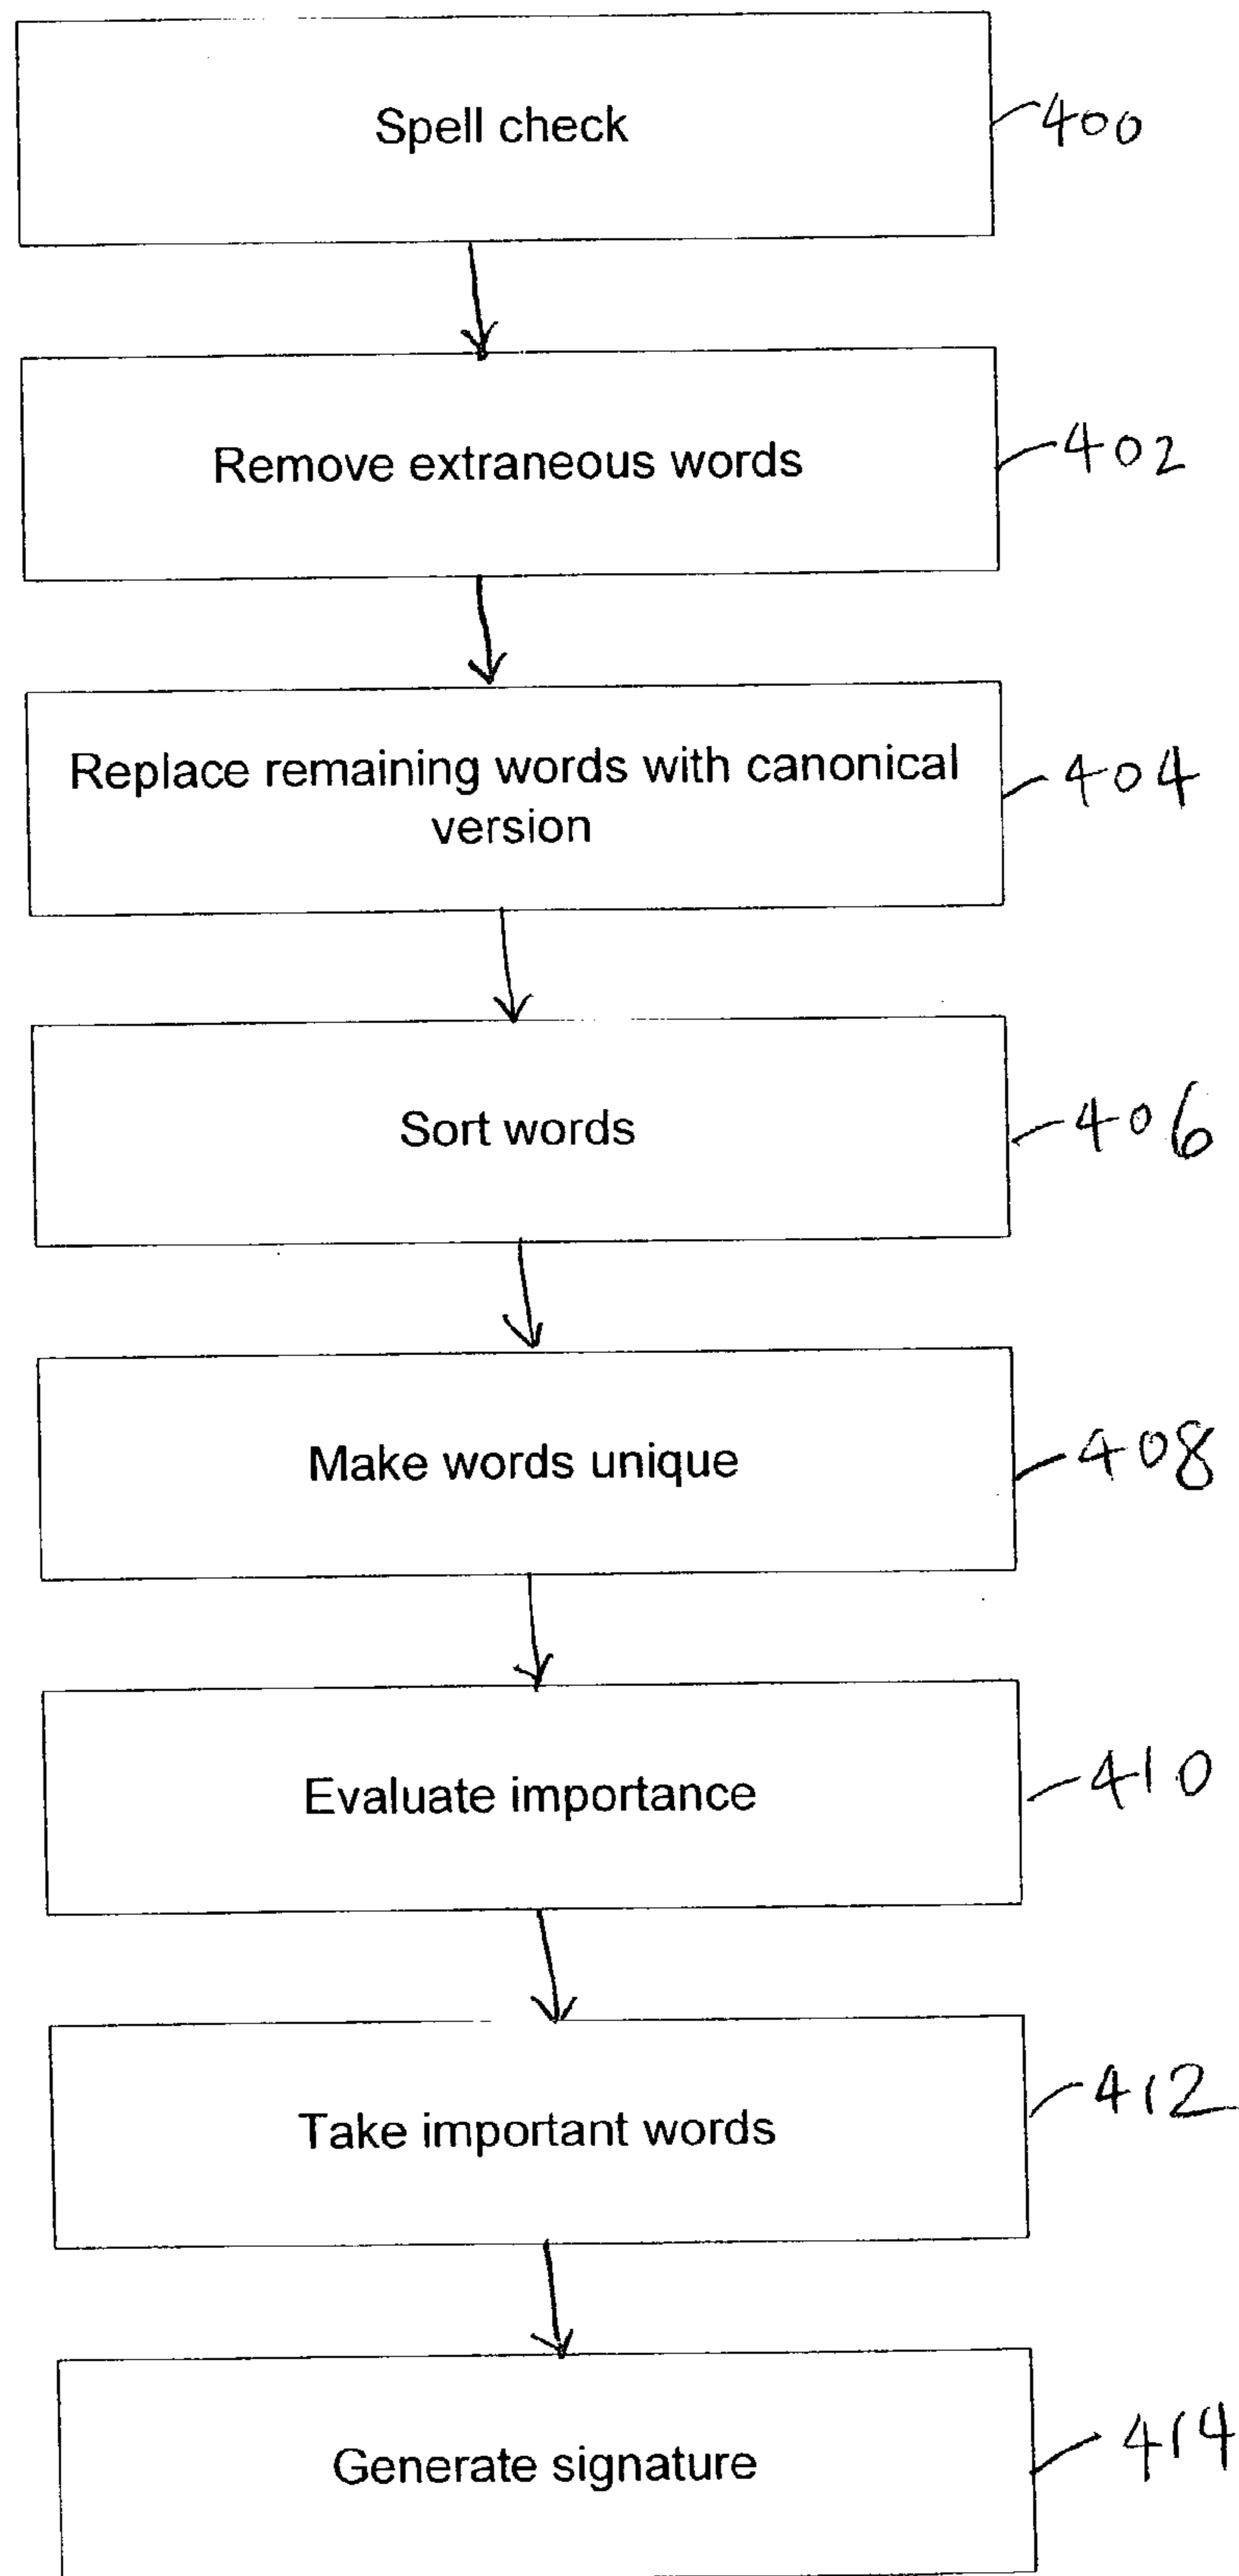 Spell check
400
Remove extraneous words
402
Replace remaining words with canonical
version
404
Sort words
406
Make words unique
408
Evaluate importance
410
Take important words
412
Generate signature
414